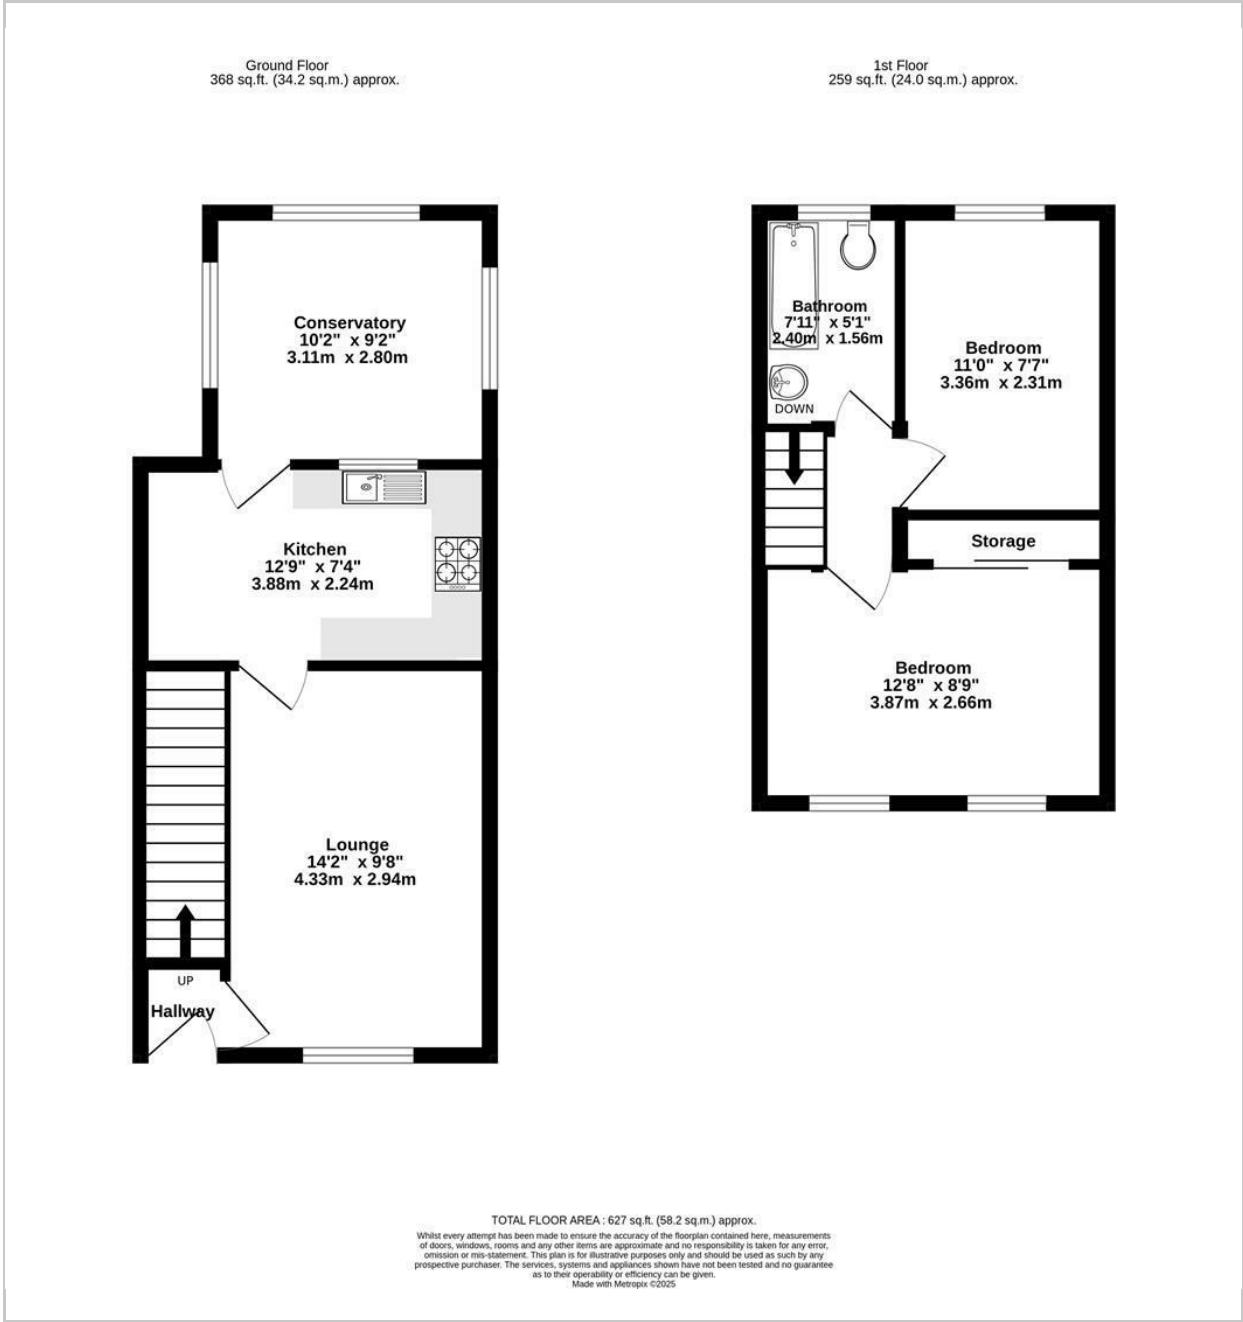 Ground Floor
368 sq.ft. (34.2 sq.m.) approx.
1st Floor
259 sq.ft. (24.0 sq.m.) approx.
Conservatory
10'2" x 9'2"
3.11m x 2.80m
Kitchen
12'9" x 7'4"
3.88m x 2.24m
Lounge
14'2" x 9'8"
4.33m x 2.94m
UP
Hallway
Bathroom
7'11" x 5'1"
2.40m x 1.56m
DOWN
Bedroom
11'0" x 7'7"
3.36m x 2.31m
Storage
Bedroom
12'8" x 8'9"
3.87m x 2.66m
TOTAL FLOOR AREA : 627 sq.ft. (58.2 sq.m.) approx.
Whilst every attempt has been made to ensure the accuracy of the floorplan contained here, measurements
of doors, windows, rooms and any other items are approximate and no responsibility is taken for any error,
omission or mis-statement. This plan is for illustrative purposes only and should be used as such by any
prospective purchaser. The services, systems and appliances shown have not been tested and no guarantee
as to their operability or efficiency can be given.
Made with Metropix ©2025